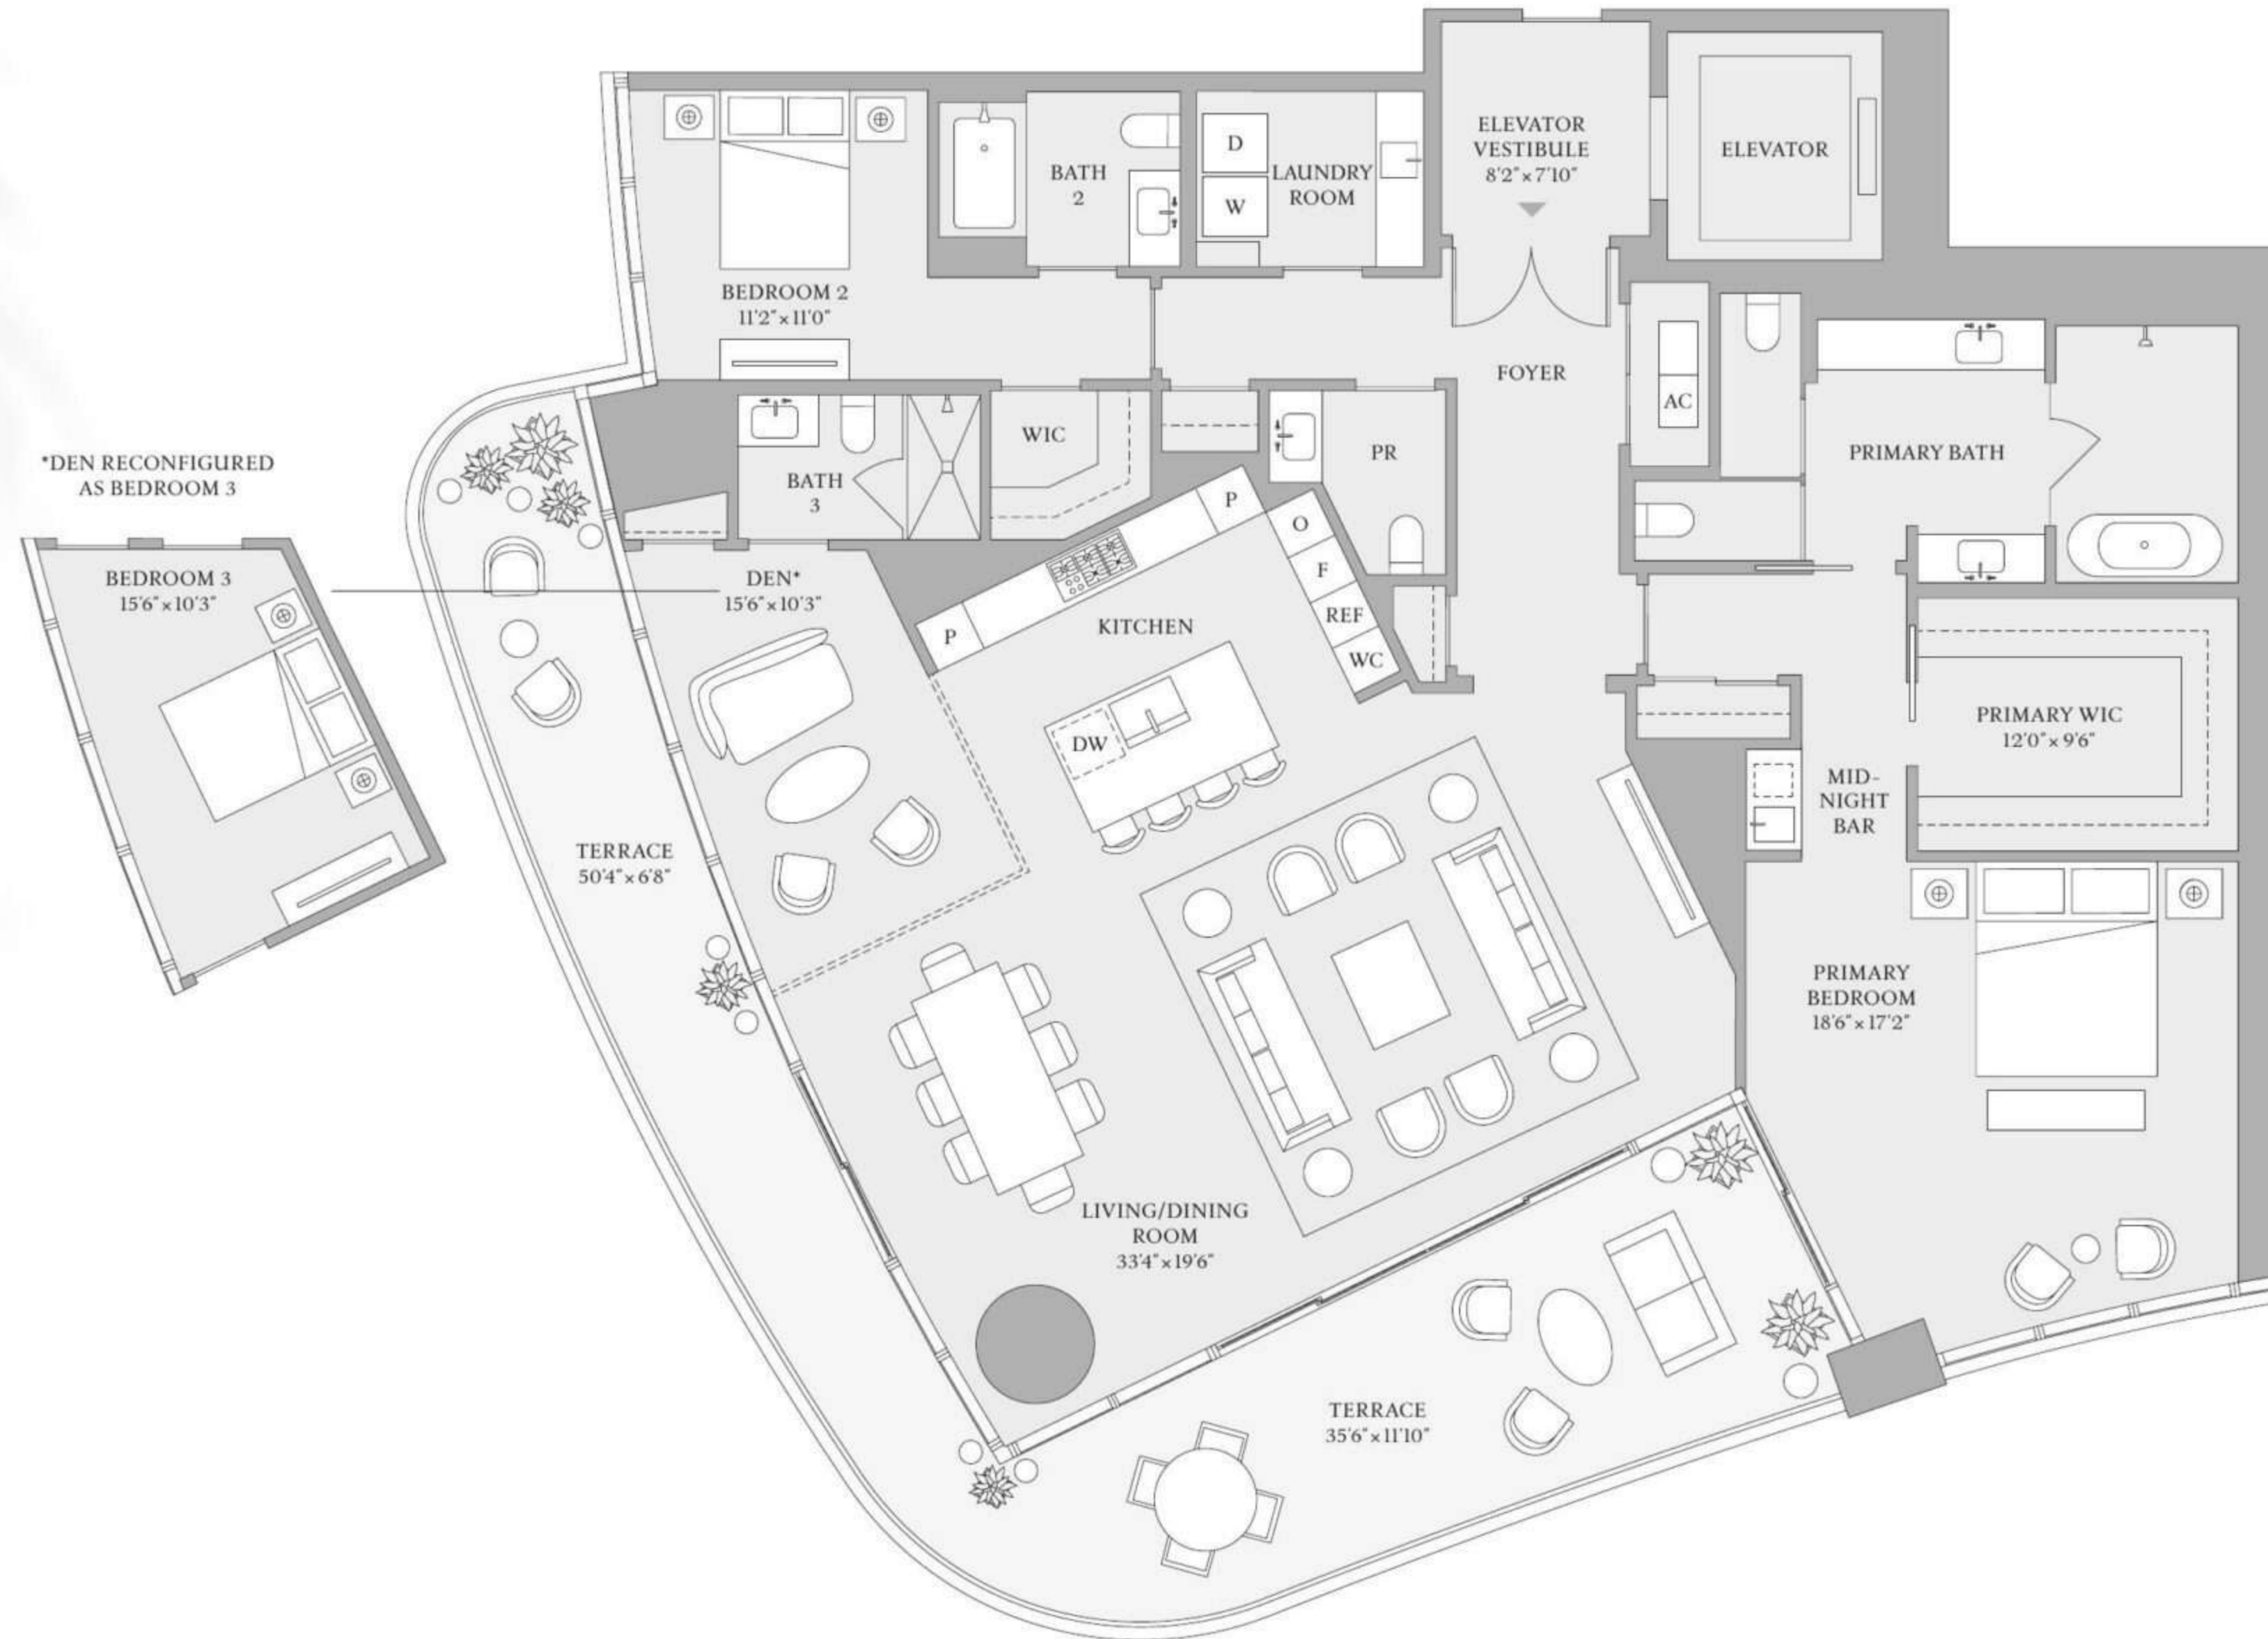 ELEVATOR
VESTIBULE
8'2" × 7'10"
ELEVATOR
D
W
LAUNDRY
ROOM
BATH
2
BEDROOM 2
11'2" × 11'0"
FOYER
AC
WIC
PR
PRIMARY BATH
BATH
3
*DEN RECONFIGURED
AS BEDROOM 3
BEDROOM 3
15'6" × 10'3"
DEN*
15'6" × 10'3"
P
P
O
F
REF
WC
KITCHEN
DW
PRIMARY WIC
12'0" × 9'6"
MID-
NIGHT
BAR
TERRACE
50'4" × 6'8"
PRIMARY
BEDROOM
18'6" × 17'2"
LIVING/DINING
ROOM
33'4" × 19'6"
TERRACE
35'6" × 11'10"